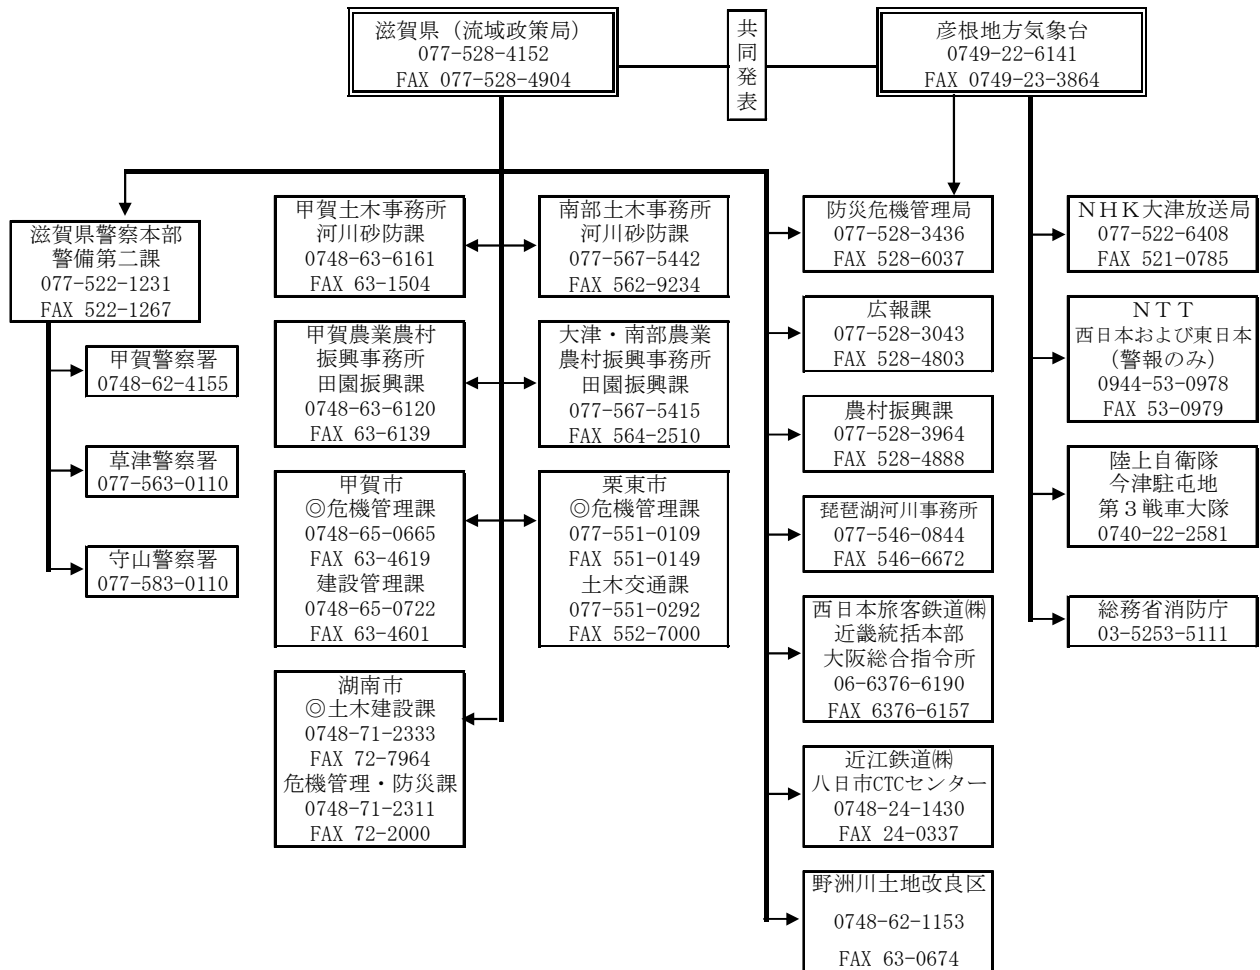 滋賀県（流域政策局）
077-528-4152
FAX 077-528-4904
共同発表
彦根地方気象台
0749-22-6141
FAX 0749-23-3864
滋賀県警察本部
警備第二課
077-522-1231
FAX 522-1267
甲賀警察署
0748-62-4155
草津警察署
077-563-0110
守山警察署
077-583-0110
甲賀土木事務所
河川砂防課
0748-63-6161
FAX 63-1504
甲賀農業農村
振興事務所
田園振興課
0748-63-6120
FAX 63-6139
甲賀市
◎危機管理課
0748-65-0665
FAX 63-4619
建設管理課
0748-65-0722
FAX 63-4601
湖南市
◎土木建設課
0748-71-2333
FAX 72-7964
危機管理・防災課
0748-71-2311
FAX 72-2000
南部土木事務所
河川砂防課
077-567-5442
FAX 562-9234
大津・南部農業
農村振興事務所
田園振興課
077-567-5415
FAX 564-2510
栗東市
◎危機管理課
077-551-0109
FAX 551-0149
土木交通課
077-551-0292
FAX 552-7000
防災危機管理局
077-528-3436
FAX 528-6037
広報課
077-528-3043
FAX 528-4803
農村振興課
077-528-3964
FAX 528-4888
琵琶湖河川事務所
077-546-0844
FAX 546-6672
西日本旅客鉄道㈱
近畿統括本部
大阪総合指令所
06-6376-6190
FAX 6376-6157
近江鉄道㈱
八日市CTCセンター
0748-24-1430
FAX 24-0337
野洲川土地改良区
0748-62-1153
FAX 63-0674
ＮＨＫ大津放送局
077-522-6408
FAX 521-0785
ＮＴＴ
西日本および東日本
（警報のみ）
0944-53-0978
FAX 53-0979
陸上自衛隊
今津駐屯地
第３戦車大隊
0740-22-2581
総務省消防庁
03-5253-5111